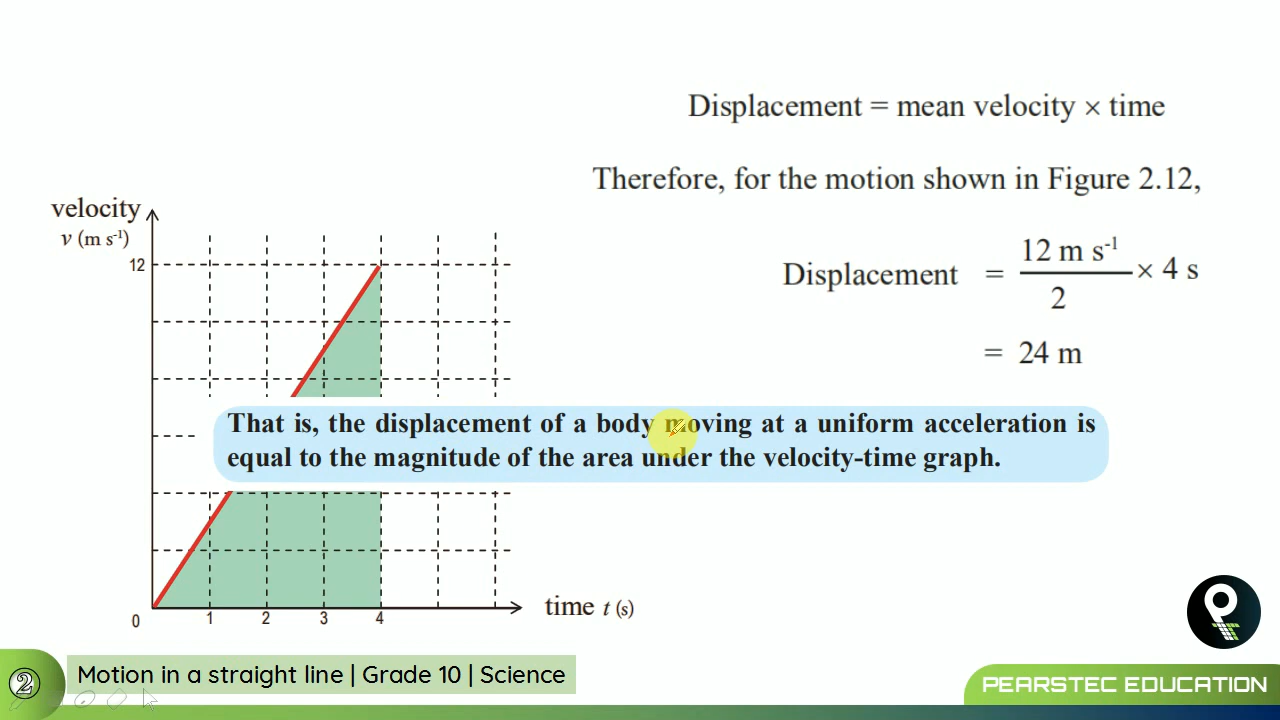 Displacement = mean velocity × time
Therefore, for the motion shown in Figure 2.12,
Displacement = 12 m s⁻¹ / 2 × 4 s
= 24 m
velocity
v (m s⁻¹)
12
That is, the displacement of a body moving at a uniform acceleration is
equal to the magnitude of the area under the velocity-time graph.
0 1 2 3 4
time t (s)
2
Motion in a straight line | Grade 10 | Science
PEARSTEC EDUCATION